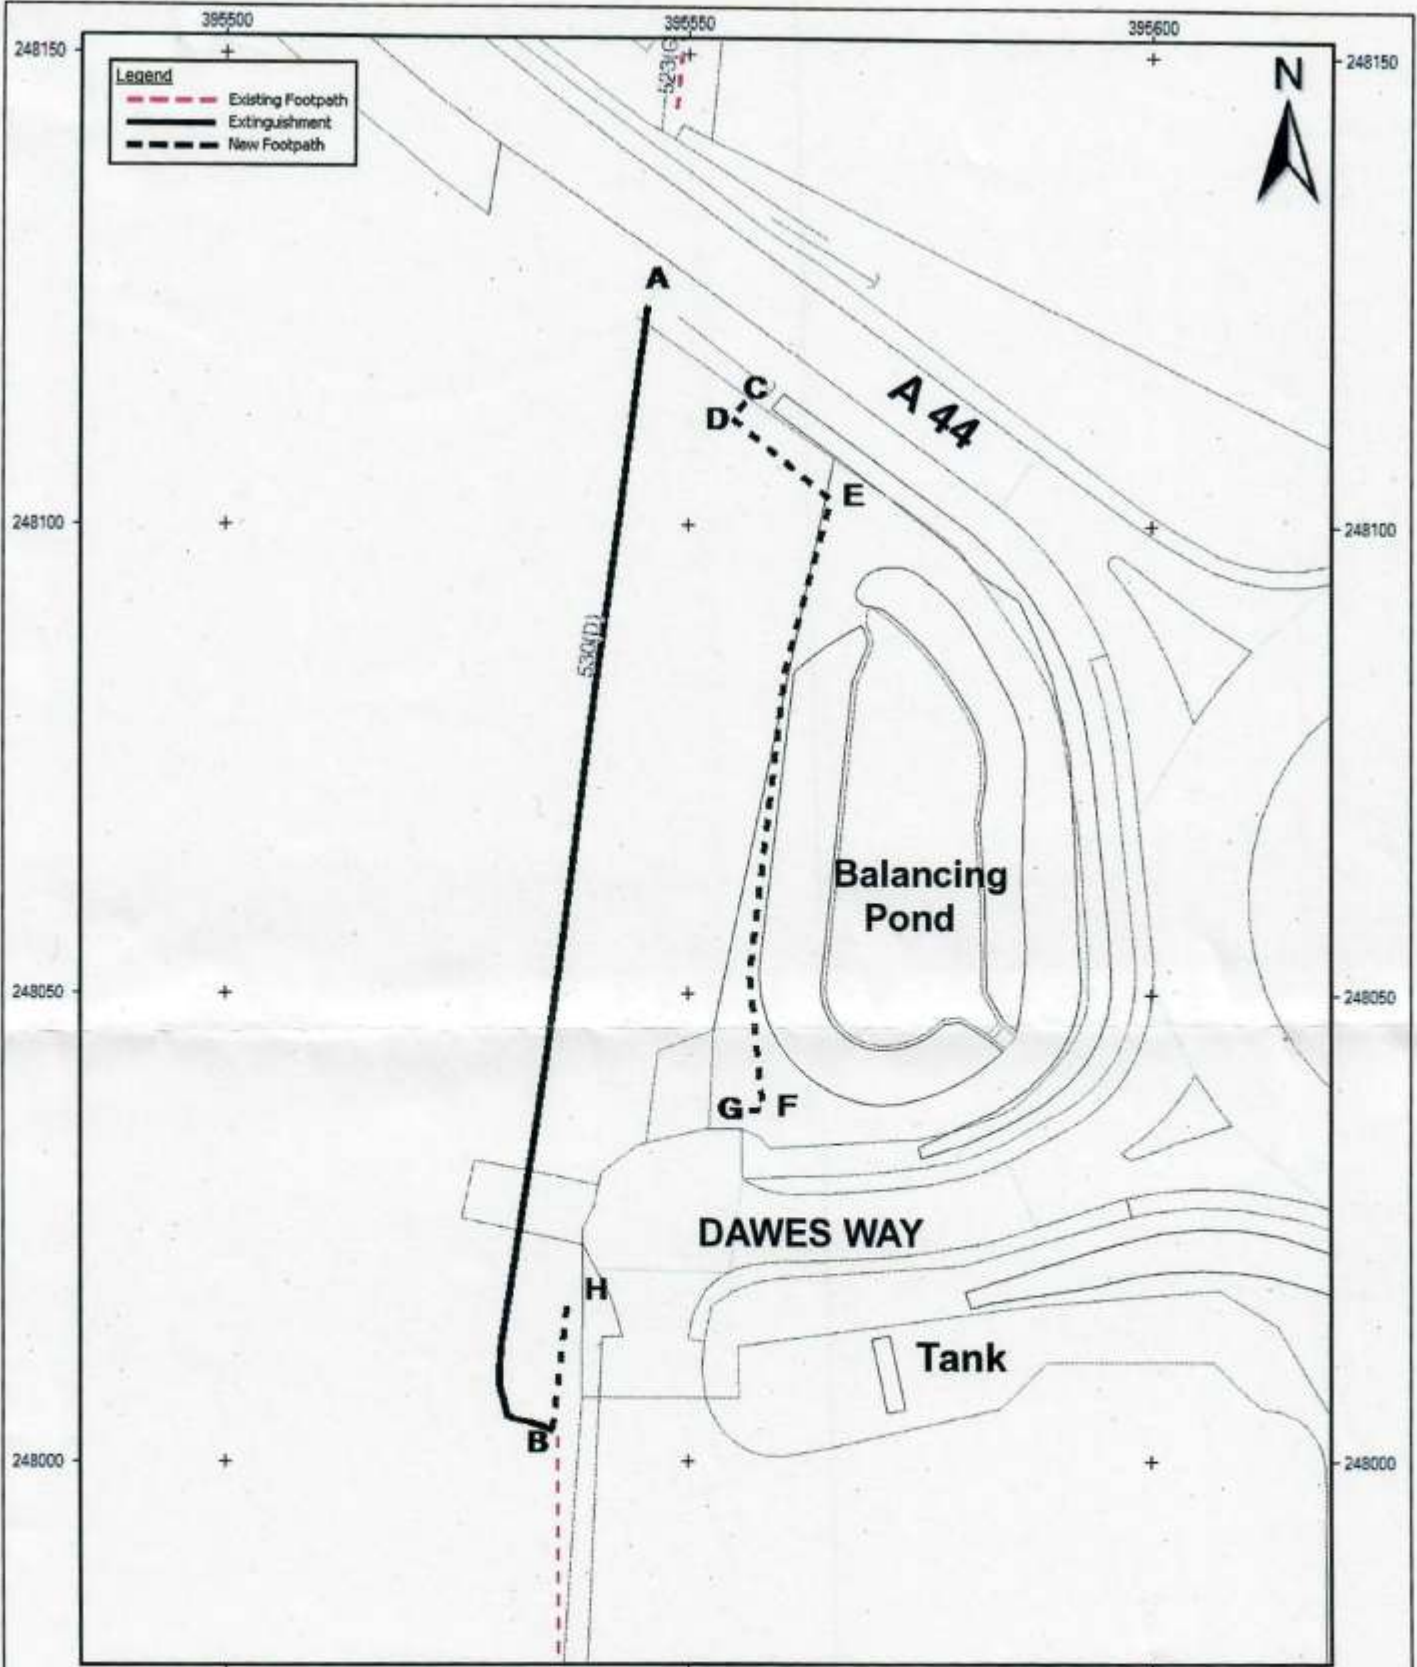 395500
395550
395600
248150
248150
Legend
Existing Footpath
Extinguishment
New Footpath
N
A
C
D
A 44
E
248100
248100
530(D)
Balancing
Pond
248050
248050
G
F
DAWES WAY
H
Tank
B
248000
248000